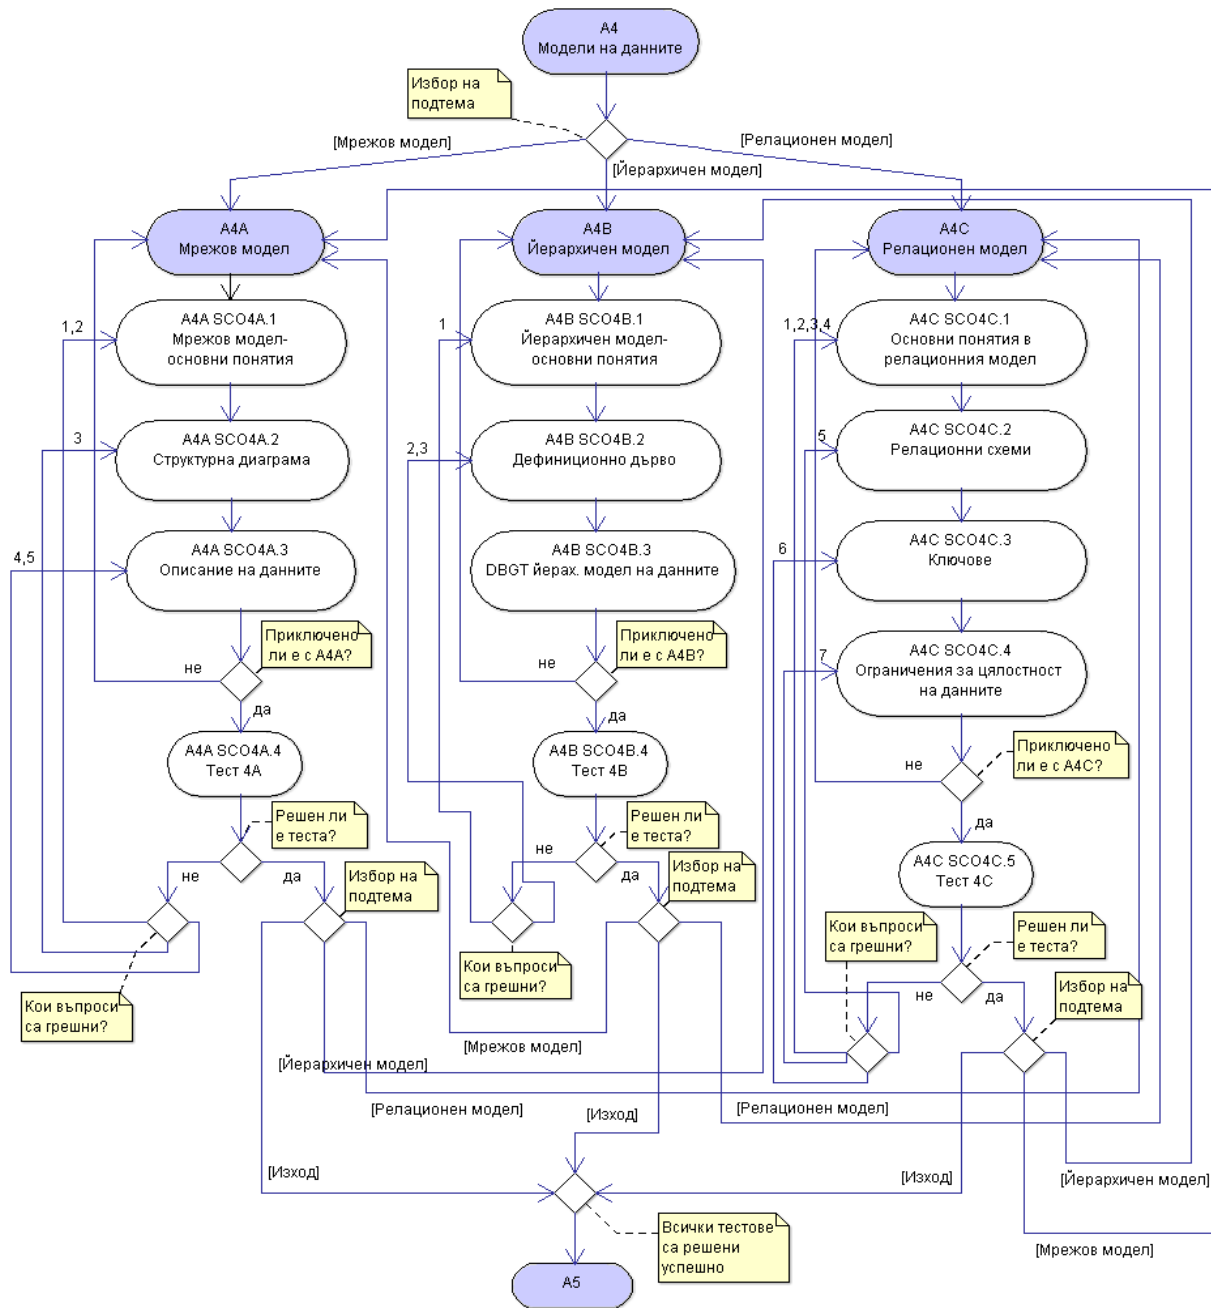 A4
Модели на данните
Избор на
подтема
[Мрежов модел]
[Релационен модел]
[Йерархичен модел]
A4A
Мрежов модел
A4B
Йерархичен модел
A4C
Релационен модел
1,2
A4A SCO4A.1
Мрежов модел-
основни понятия
1
A4B SCO4B.1
Йерархичен модел-
основни понятия
1,2,3,4
A4C SCO4C.1
Основни понятия в
релационния модел
3
A4A SCO4A.2
Структурна диаграма
2,3
A4B SCO4B.2
Дефиниционно дърво
5
A4C SCO4C.2
Релационни схеми
4,5
A4A SCO4A.3
Описание на данните
A4B SCO4B.3
DBGT йерах. модел на данните
6
A4C SCO4C.3
Ключове
Приключено
ли е с A4A?
не
да
Приключено
ли е с A4B?
не
да
7
A4C SCO4C.4
Ограничения за цялостност
на данните
A4A SCO4A.4
Тест 4A
A4B SCO4B.4
Тест 4B
Приключено
ли е с A4C?
не
да
Решен ли
е теста?
не
да
Избор на
подтема
Решен ли
е теста?
не
да
Избор на
подтема
A4C SCO4C.5
Тест 4C
Кои въпроси
са грешни?
Кои въпроси
са грешни?
Кои въпроси
са грешни?
Решен ли
е теста?
не
да
Избор на
подтема
[Мрежов модел]
[Йерархичен модел]
[Релационен модел]
[Изход]
[Релационен модел]
[Изход]
[Изход]
[Йерархичен модел]
Всички тестове
са решени
успешно
[Мрежов модел]
A5